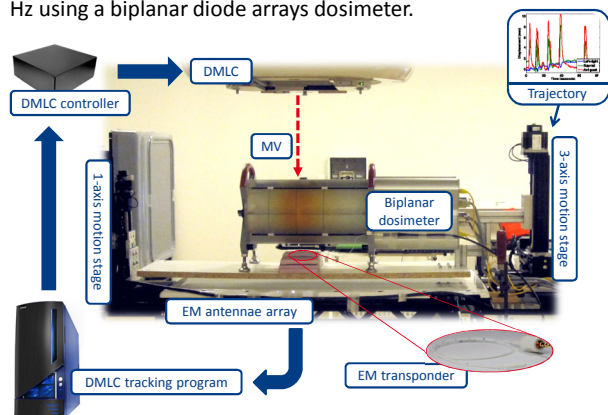 Hz using a biplanar diode arrays dosimeter.
DMLC
DMLC controller
Trajectory
MV
1-axis motion stage
3-axis motion stage
Biplanar
dosimeter
EM antennae array
DMLC tracking program
EM transponder